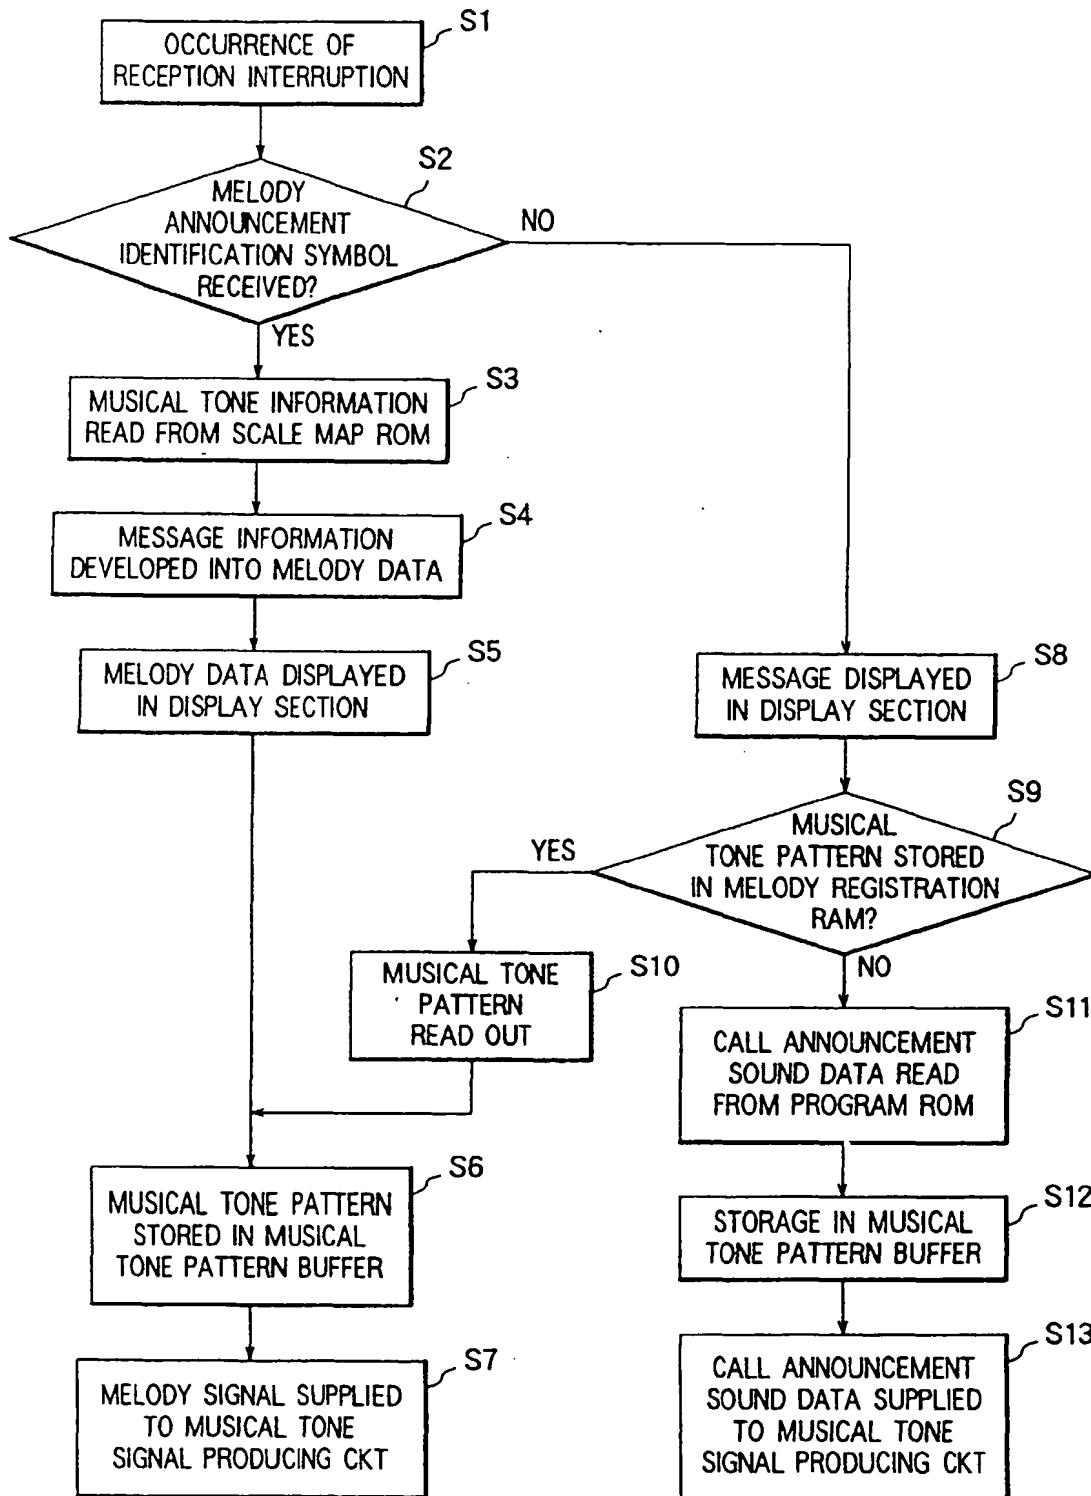 S1
OCCURRENCE OF
RECEPTION INTERRUPTION
S2
MELODY
ANNOUNCEMENT
IDENTIFICATION SYMBOL
RECEIVED?
NO
YES
S3
MUSICAL TONE INFORMATION
READ FROM SCALE MAP ROM
S4
MESSAGE INFORMATION
DEVELOPED INTO MELODY DATA
S5
MELODY DATA DISPLAYED
IN DISPLAY SECTION
S8
MESSAGE DISPLAYED
IN DISPLAY SECTION
S9
MUSICAL
TONE PATTERN STORED
IN MELODY REGISTRATION
RAM?
YES
NO
S10
MUSICAL TONE
PATTERN
READ OUT
S11
CALL ANNOUNCEMENT
SOUND DATA READ
FROM PROGRAM ROM
S6
MUSICAL TONE PATTERN
STORED IN MUSICAL
TONE PATTERN BUFFER
S12
STORAGE IN MUSICAL
TONE PATTERN BUFFER
S7
MELODY SIGNAL SUPPLIED
TO MUSICAL TONE
SIGNAL PRODUCING CKT
S13
CALL ANNOUNCEMENT
SOUND DATA SUPPLIED
TO MUSICAL TONE
SIGNAL PRODUCING CKT